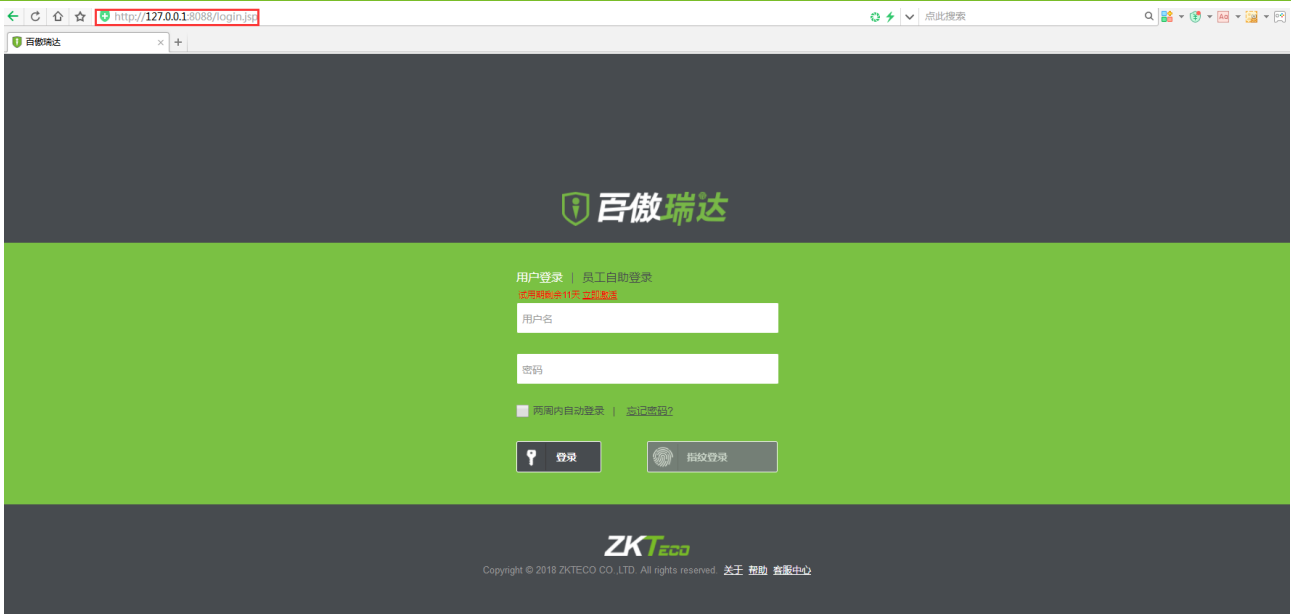 http://127.0.0.1:8088/login.jsp
点此搜索
百傲瑞达
百傲瑞达
用户登录 | 员工自助登录
试用期剩余11天 立即激活
用户名
密码
两周内自动登录 | 忘记密码?
登录
指纹登录
ZKTECO
Copyright © 2018 ZKTECO CO.,LTD. All rights reserved. 关于 帮助 客服中心